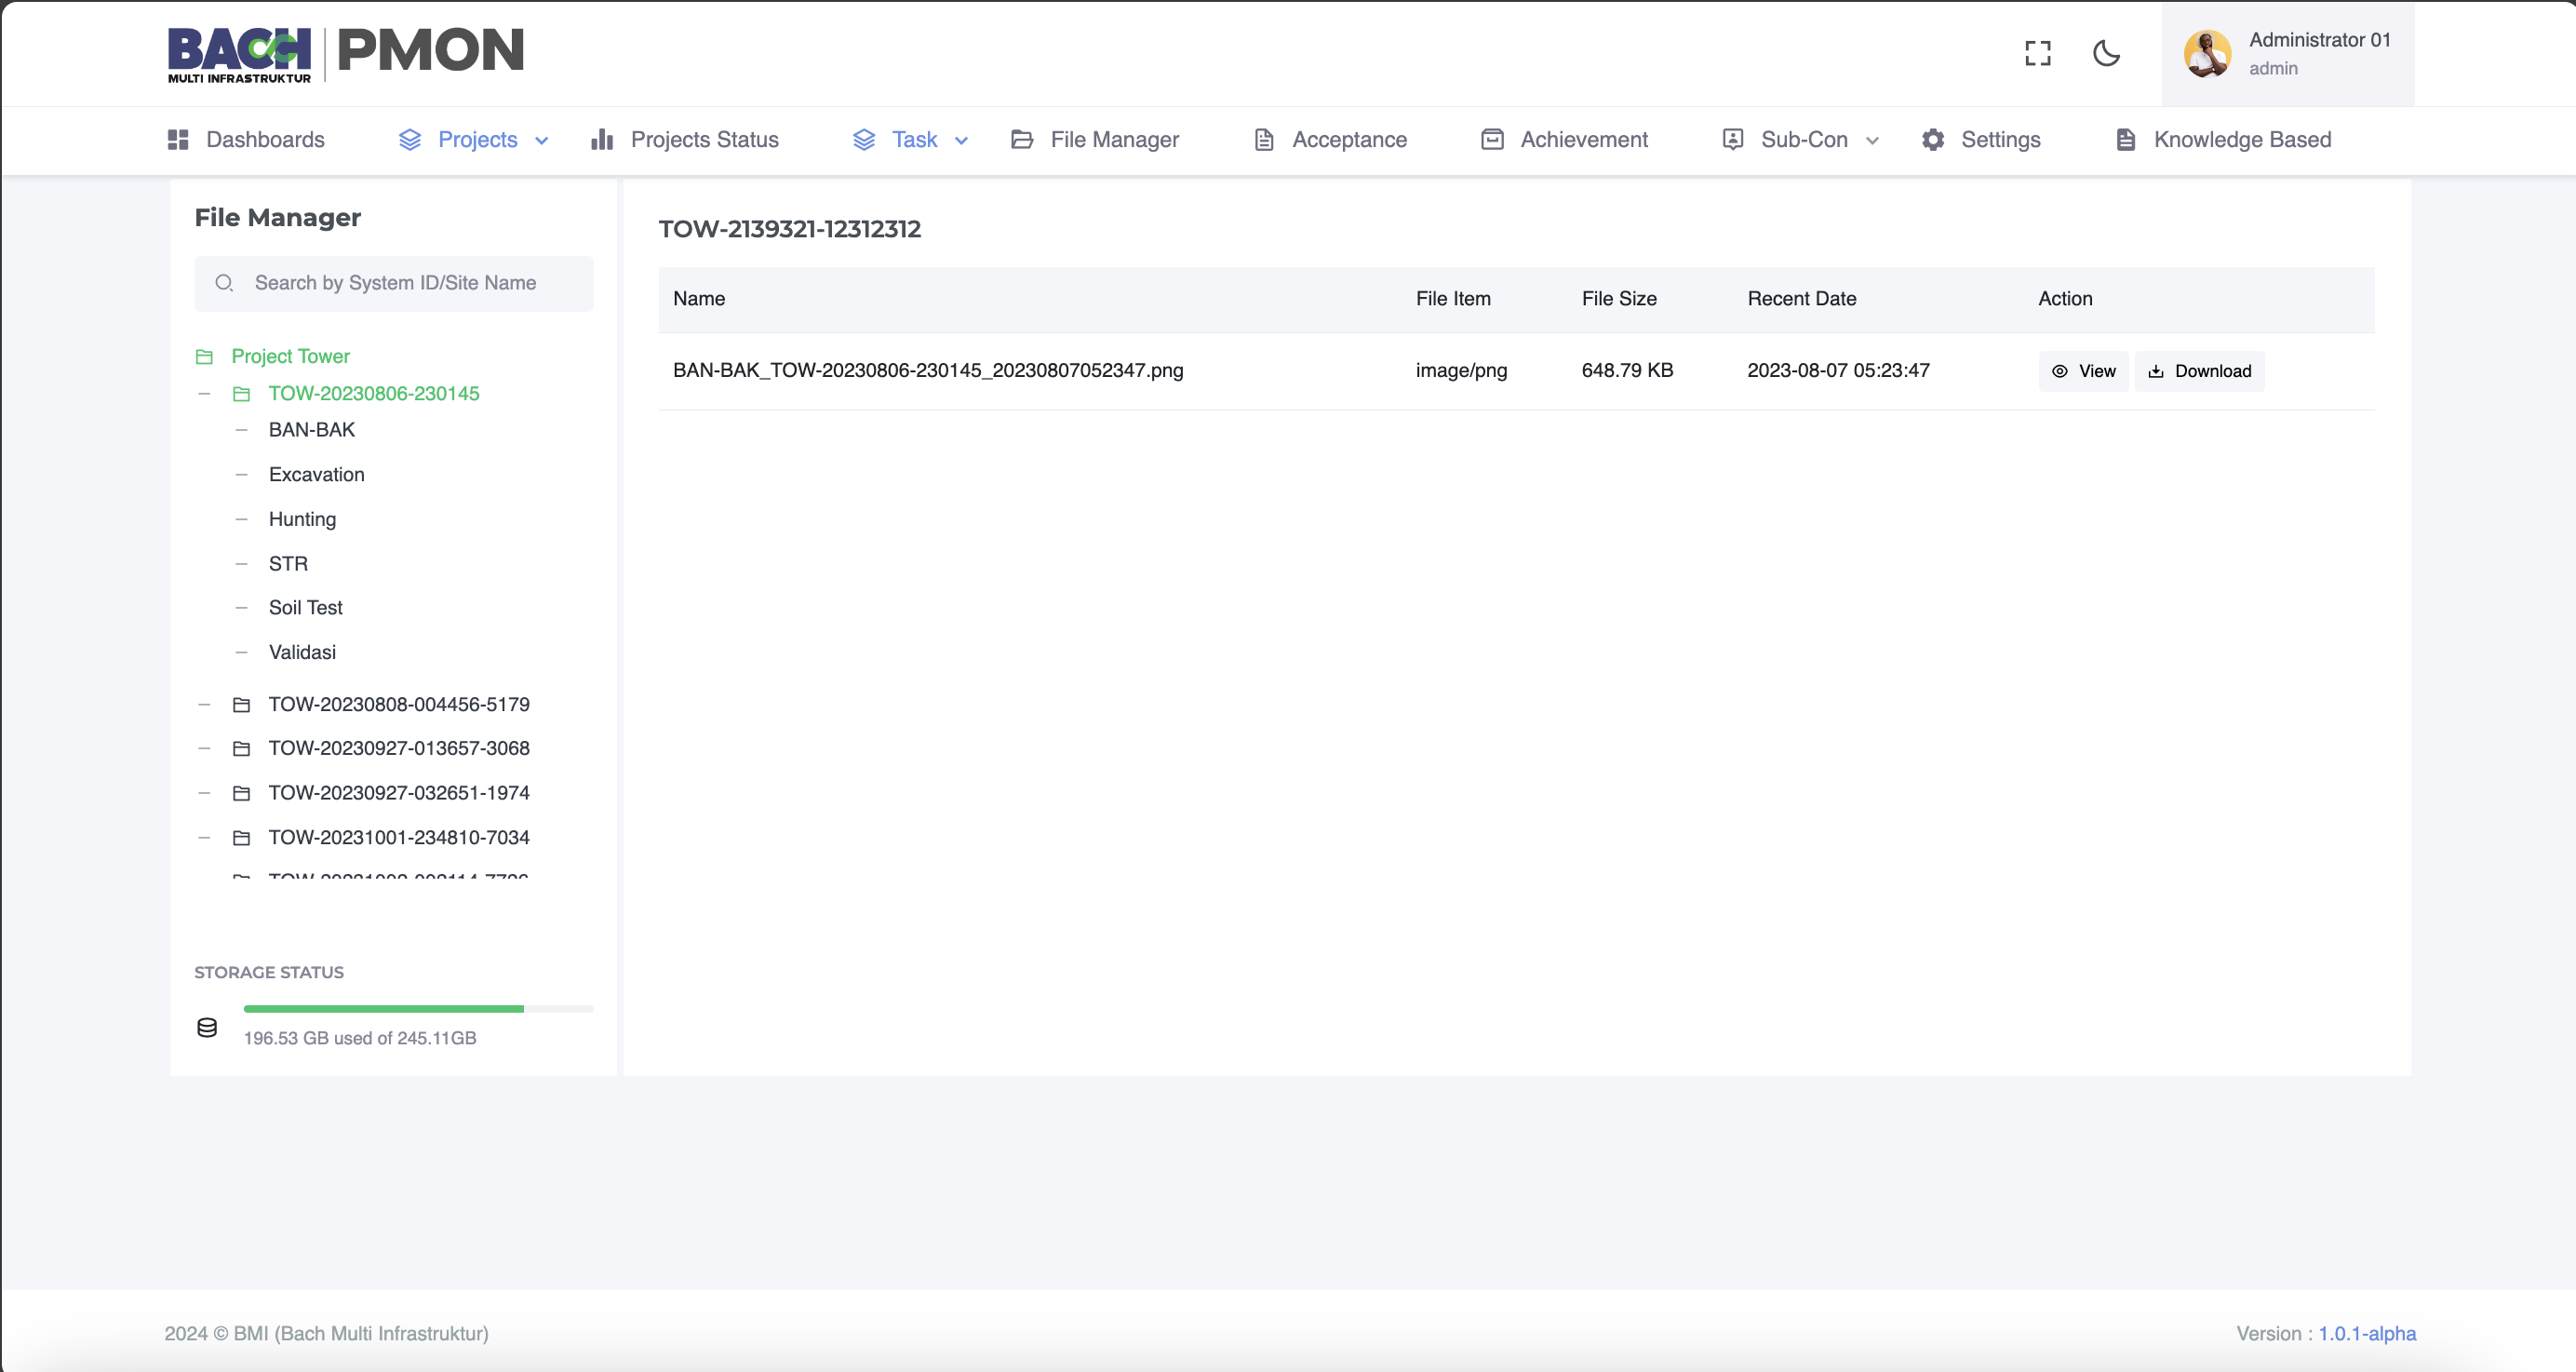 BACH
MULTI INFRASTRUKTUR
PMON
Administrator 01
admin
Dashboards
Projects
Projects Status
Task
File Manager
Acceptance
Achievement
Sub-Con
Settings
Knowledge Based
File Manager
Search by System ID/Site Name
Project Tower
TOW-20230806-230145
BAN-BAK
Excavation
Hunting
STR
Soil Test
Validasi
TOW-20230808-004456-5179
TOW-20230927-013657-3068
TOW-20230927-032651-1974
TOW-20231001-234810-7034
STORAGE STATUS
196.53 GB used of 245.11GB
TOW-2139321-12312312
Name File Item File Size Recent Date Action
BAN-BAK_TOW-20230806-230145_20230807052347.png image/png 648.79 KB 2023-08-07 05:23:47 View Download
2024 © BMI (Bach Multi Infrastruktur)
Version : 1.0.1-alpha